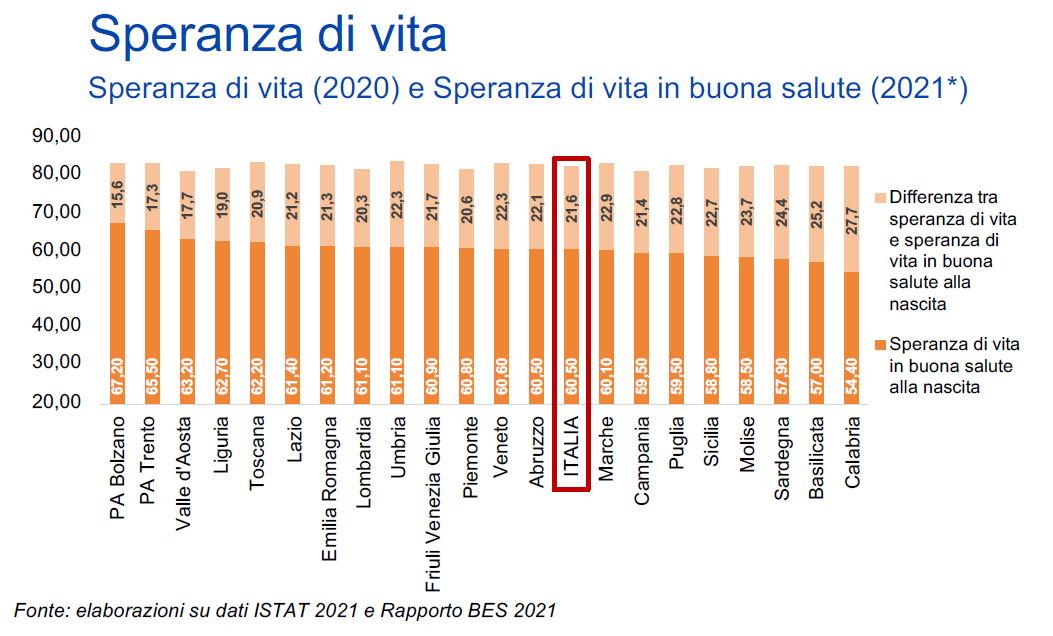 Speranza di vita
Speranza di vita (2020) e Speranza di vita in buona salute (2021*)
90,00
80,00
70,00
60,00
50,00
40,00
30,00
20,00
15,6
17,3
17,7
19,0
20,9
21,2
21,3
20,3
22,3
21,7
20,6
22,3
22,1
21,6
22,9
21,4
22,8
22,7
23,7
24,4
25,2
27,7
67,20
65,50
63,20
62,70
62,20
61,40
61,20
61,10
61,10
60,90
60,80
60,60
60,50
60,50
60,10
59,50
59,50
58,80
58,50
57,90
57,00
54,40
PA Bolzano
PA Trento
Valle d'Aosta
Liguria
Toscana
Lazio
Emilia Romagna
Lombardia
Umbria
Friuli Venezia Giulia
Piemonte
Veneto
Abruzzo
ITALIA
Marche
Campania
Puglia
Sicilia
Molise
Sardegna
Basilicata
Calabria
Differenza tra
speranza di vita
e speranza di
vita in buona
salute alla
nascita
Speranza di vita
in buona salute
alla nascita
Fonte: elaborazioni su dati ISTAT 2021 e Rapporto BES 2021